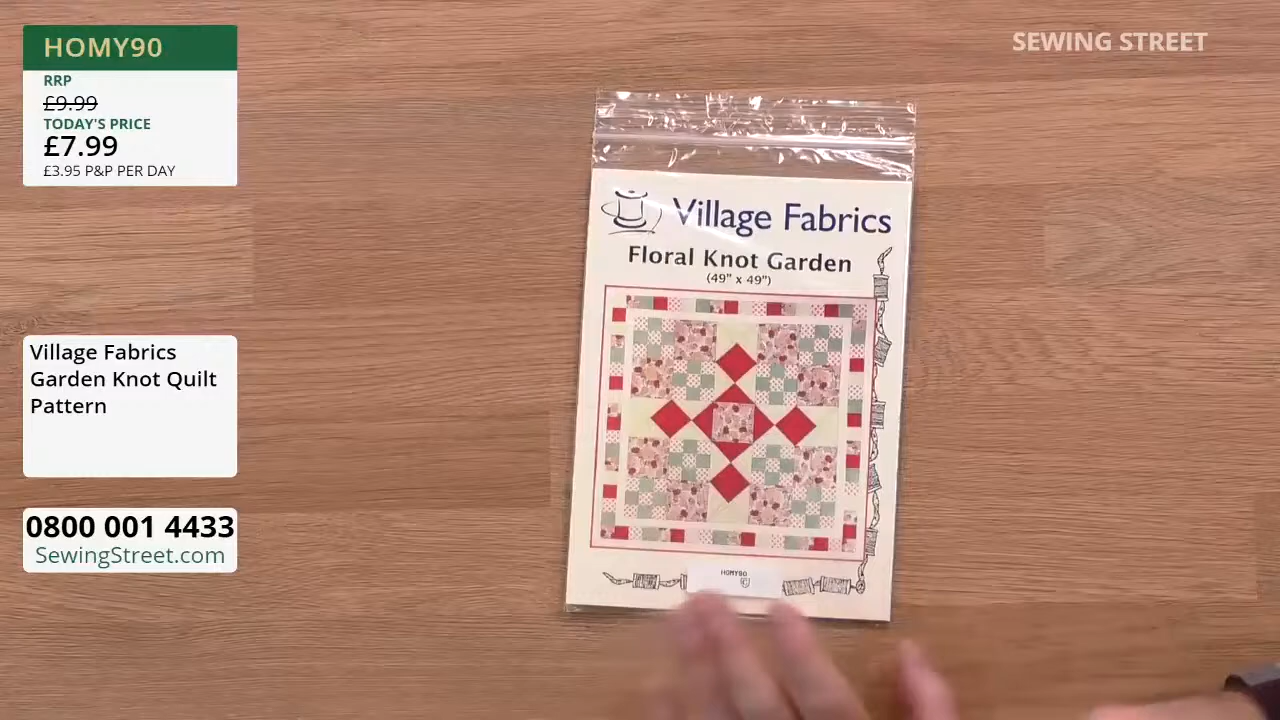 HOMY90
RRP
£9.99
TODAY'S PRICE
£7.99
£3.95 P&P PER DAY
SEWING STREET
Village Fabrics
Floral Knot Garden
(49" x 49")
HOMY90
Village Fabrics
Garden Knot Quilt
Pattern
0800 001 4433
SewingStreet.com